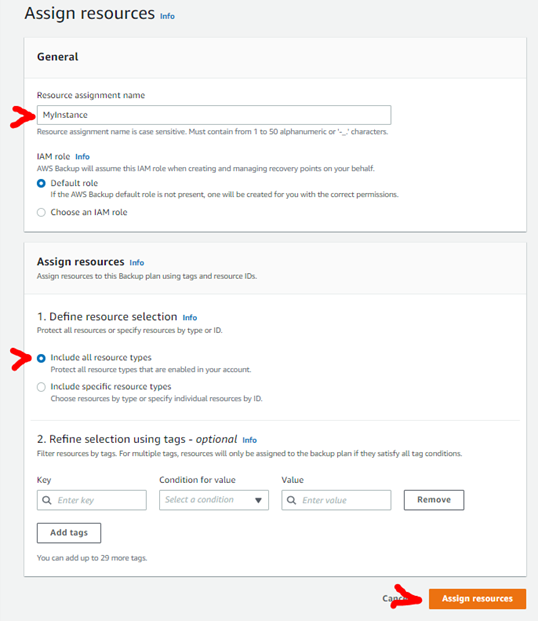 Assign resources Info
General
Resource assignment name
MyInstance
Resource assignment name is case sensitive. Must contain from 1 to 50 alphanumeric or '-_.' characters.
IAM role Info
AWS Backup will assume this IAM role when creating and managing recovery points on your behalf.
Default role
If the AWS Backup default role is not present, one will be created for you with the correct permissions.
Choose an IAM role
Assign resources Info
Assign resources to this Backup plan using tags and resource IDs.
1. Define resource selection Info
Protect all resources or specify resources by type or ID.
Include all resource types
Protect all resource types that are enabled in your account.
Include specific resource types
Choose resources by type or specify individual resources by ID.
2. Refine selection using tags - optional Info
Filter resources by tags. For multiple tags, resources will only be assigned to the backup plan if they satisfy all tag conditions.
Key Condition for value Value
Enter key Select a condition Enter value Remove
Add tags
You can add up to 29 more tags.
Assign resources